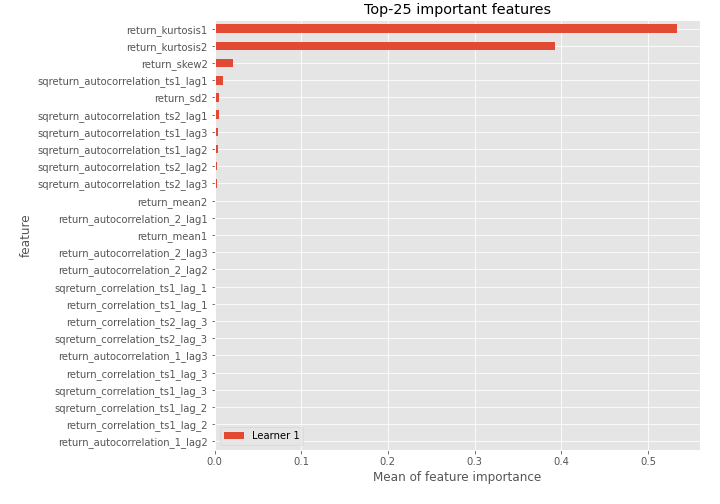 Top-25 important features
return_kurtosis1
return_kurtosis2
return_skew2
sqreturn_autocorrelation_ts1_lag1
return_sd2
sqreturn_autocorrelation_ts2_lag1
sqreturn_autocorrelation_ts1_lag3
sqreturn_autocorrelation_ts1_lag2
sqreturn_autocorrelation_ts2_lag2
sqreturn_autocorrelation_ts2_lag3
return_mean2
return_autocorrelation_2_lag1
return_mean1
return_autocorrelation_2_lag3
return_autocorrelation_2_lag2
sqreturn_correlation_ts1_lag_1
return_correlation_ts1_lag_1
return_correlation_ts2_lag_3
sqreturn_correlation_ts2_lag_3
return_autocorrelation_1_lag3
return_correlation_ts1_lag_3
sqreturn_correlation_ts1_lag_3
sqreturn_correlation_ts1_lag_2
return_correlation_ts1_lag_2
return_autocorrelation_1_lag2
feature
Learner 1
0.0 0.1 0.2 0.3 0.4 0.5
Mean of feature importance